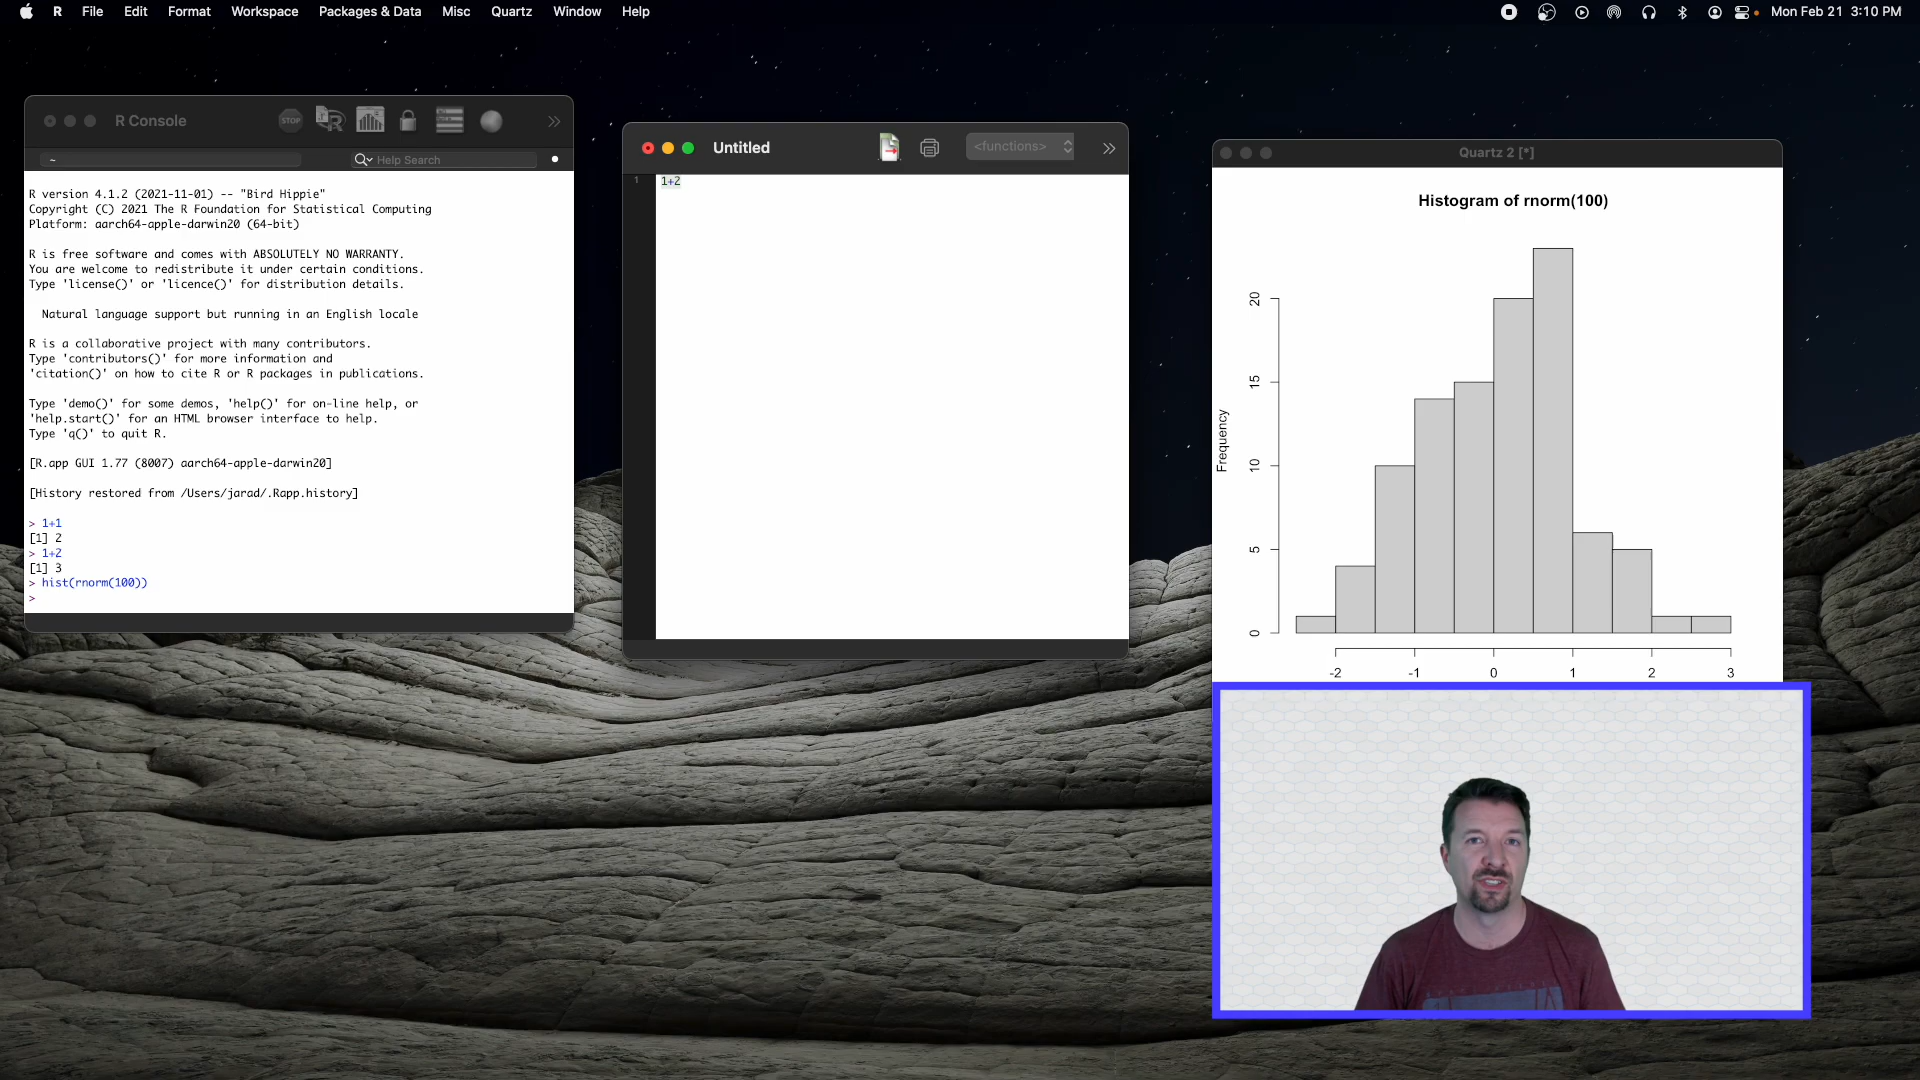 R File Edit Format Workspace Packages & Data Misc Quartz Window Help
Mon Feb 21 3:10 PM
R Console
STOP
~
Help Search
R version 4.1.2 (2021-11-01) -- "Bird Hippie"
Copyright (C) 2021 The R Foundation for Statistical Computing
Platform: aarch64-apple-darwin20 (64-bit)
R is free software and comes with ABSOLUTELY NO WARRANTY.
You are welcome to redistribute it under certain conditions.
Type 'license()' or 'licence()' for distribution details.
Natural language support but running in an English locale
R is a collaborative project with many contributors.
Type 'contributors()' for more information and
'citation()' on how to cite R or R packages in publications.
Type 'demo()' for some demos, 'help()' for on-line help, or
'help.start()' for an HTML browser interface to help.
Type 'q()' to quit R.
[R.app GUI 1.77 (8007) aarch64-apple-darwin20]
[History restored from /Users/jarad/.Rapp.history]
> 1+1
[1] 2
> 1+2
[1] 3
> hist(rnorm(100))
>
Untitled
<functions>
1 1+2
Quartz 2 [*]
Histogram of rnorm(100)
Frequency
20
15
10
5
0
-2 -1 0 1 2 3